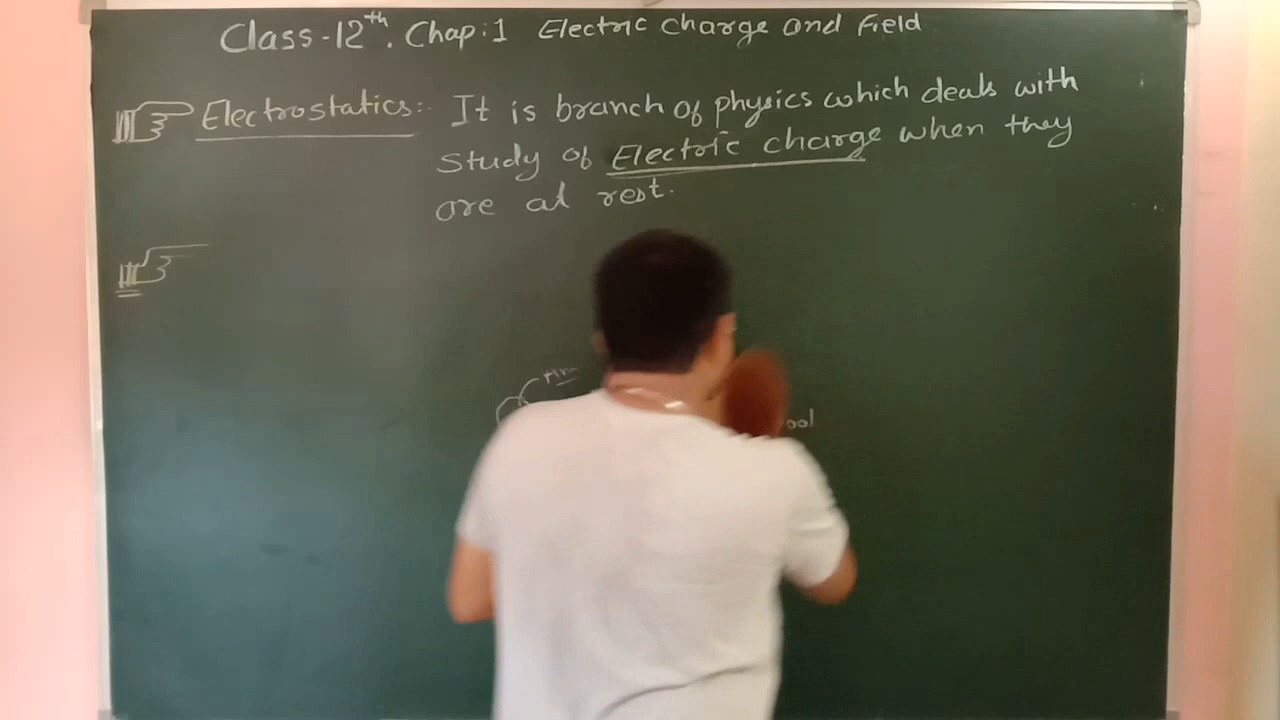 Class-12th. Chap:1 Electric Charge and Field
Electrostatics:- It is branch of physics which deals with
study of Electric charge when they
are at rest.